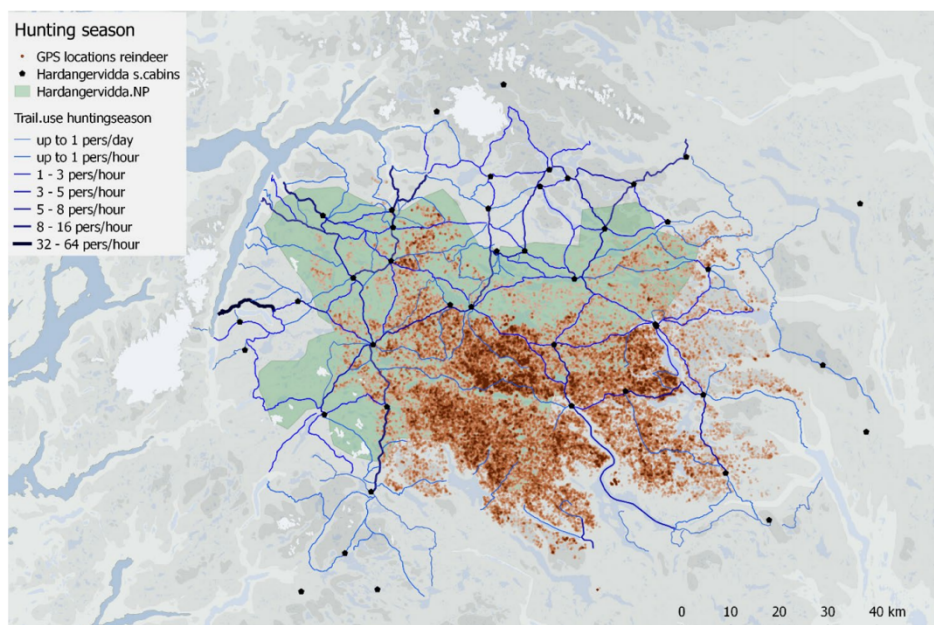 Hunting season
GPS locations reindeer
Hardangervidda s.cabins
Hardangervidda.NP
Trail.use huntingseason
up to 1 pers/day
up to 1 pers/hour
1 - 3 pers/hour
3 - 5 pers/hour
5 - 8 pers/hour
8 - 16 pers/hour
32 - 64 pers/hour
0 10 20 30 40 km